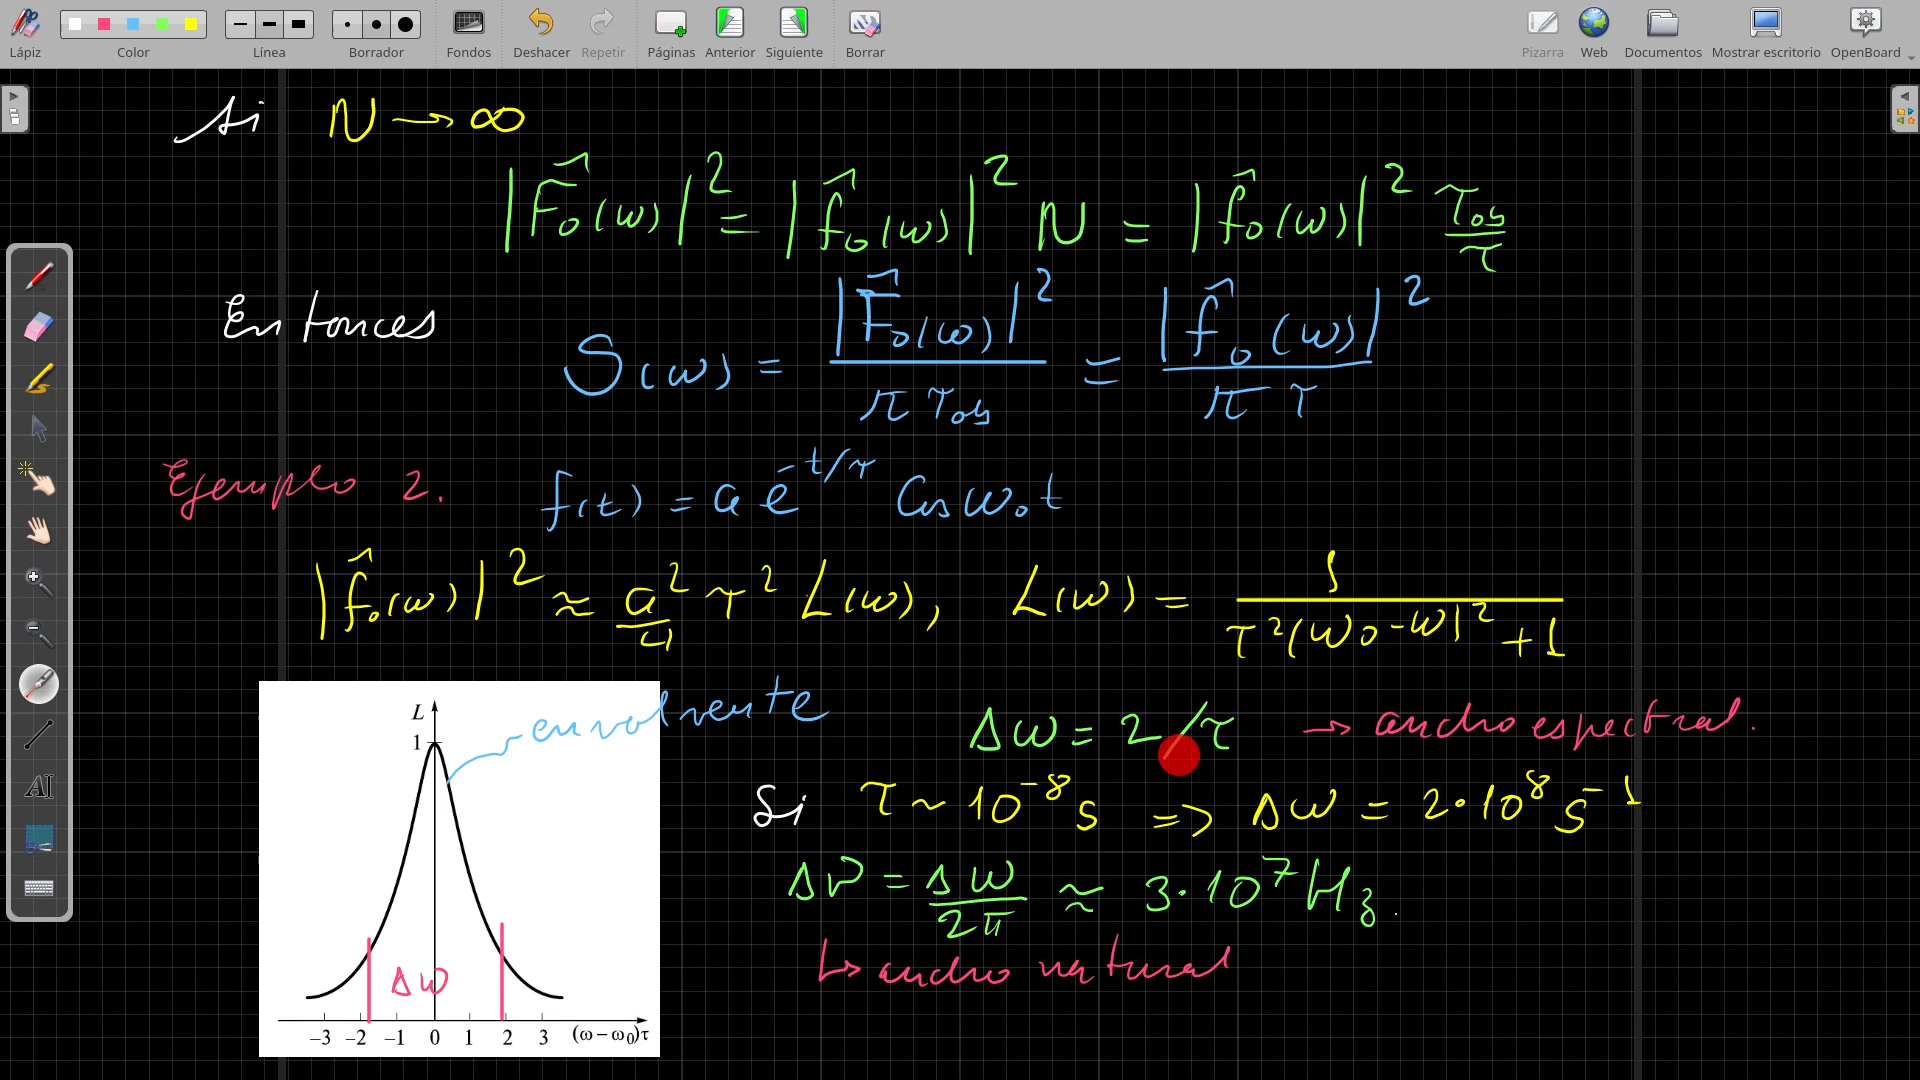 Lápiz Color Línea Borrador Fondos Deshacer Repetir Páginas Anterior Siguiente Borrar Pizarra Web Documentos Mostrar escritorio OpenBoard
Si N → ∞
|F̂₀(ω)|² = |f̂₀(ω)|² N = |f̂₀(ω)|² τob/τ
Entonces S(ω) = |F̂₀(ω)|²/(π τob) = |f̂₀(ω)|²/(π τ)
Ejemplo 2. f(t) = a e^(-t/τ) Cos ω₀t
|f̂₀(ω)|² ≈ a²/4 τ² L(ω), L(ω) = 1/(τ²(ω₀-ω)² + 1)
envolvente
L
1
Δω = 2/τ → ancho espectral.
Si τ ~ 10⁻⁸ s => Δω = 2·10⁸ s⁻¹
Δν = Δω/2π ≈ 3·10⁷ Hz.
↳ ancho natural
Δω
−3 −2 −1 0 1 2 3 (ω−ω₀)τ
AI